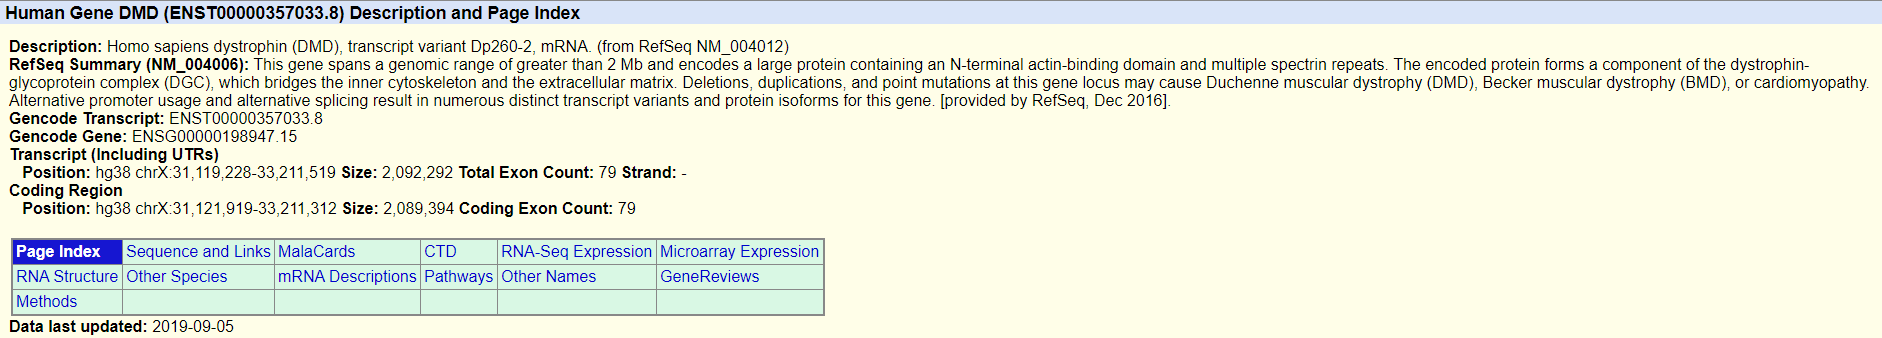 Human Gene DMD (ENST00000357033.8) Description and Page Index
Description: Homo sapiens dystrophin (DMD), transcript variant Dp260-2, mRNA. (from RefSeq NM_004012)
RefSeq Summary (NM_004006): This gene spans a genomic range of greater than 2 Mb and encodes a large protein containing an N-terminal actin-binding domain and multiple spectrin repeats. The encoded protein forms a component of the dystrophin-
glycoprotein complex (DGC), which bridges the inner cytoskeleton and the extracellular matrix. Deletions, duplications, and point mutations at this gene locus may cause Duchenne muscular dystrophy (DMD), Becker muscular dystrophy (BMD), or cardiomyopathy.
Alternative promoter usage and alternative splicing result in numerous distinct transcript variants and protein isoforms for this gene. [provided by RefSeq, Dec 2016].
Gencode Transcript: ENST00000357033.8
Gencode Gene: ENSG00000198947.15
Transcript (Including UTRs)
Position: hg38 chrX:31,119,228-33,211,519 Size: 2,092,292 Total Exon Count: 79 Strand: -
Coding Region
Position: hg38 chrX:31,121,919-33,211,312 Size: 2,089,394 Coding Exon Count: 79
Page Index Sequence and Links MalaCards CTD RNA-Seq Expression Microarray Expression
RNA Structure Other Species mRNA Descriptions Pathways Other Names GeneReviews
Methods
Data last updated: 2019-09-05